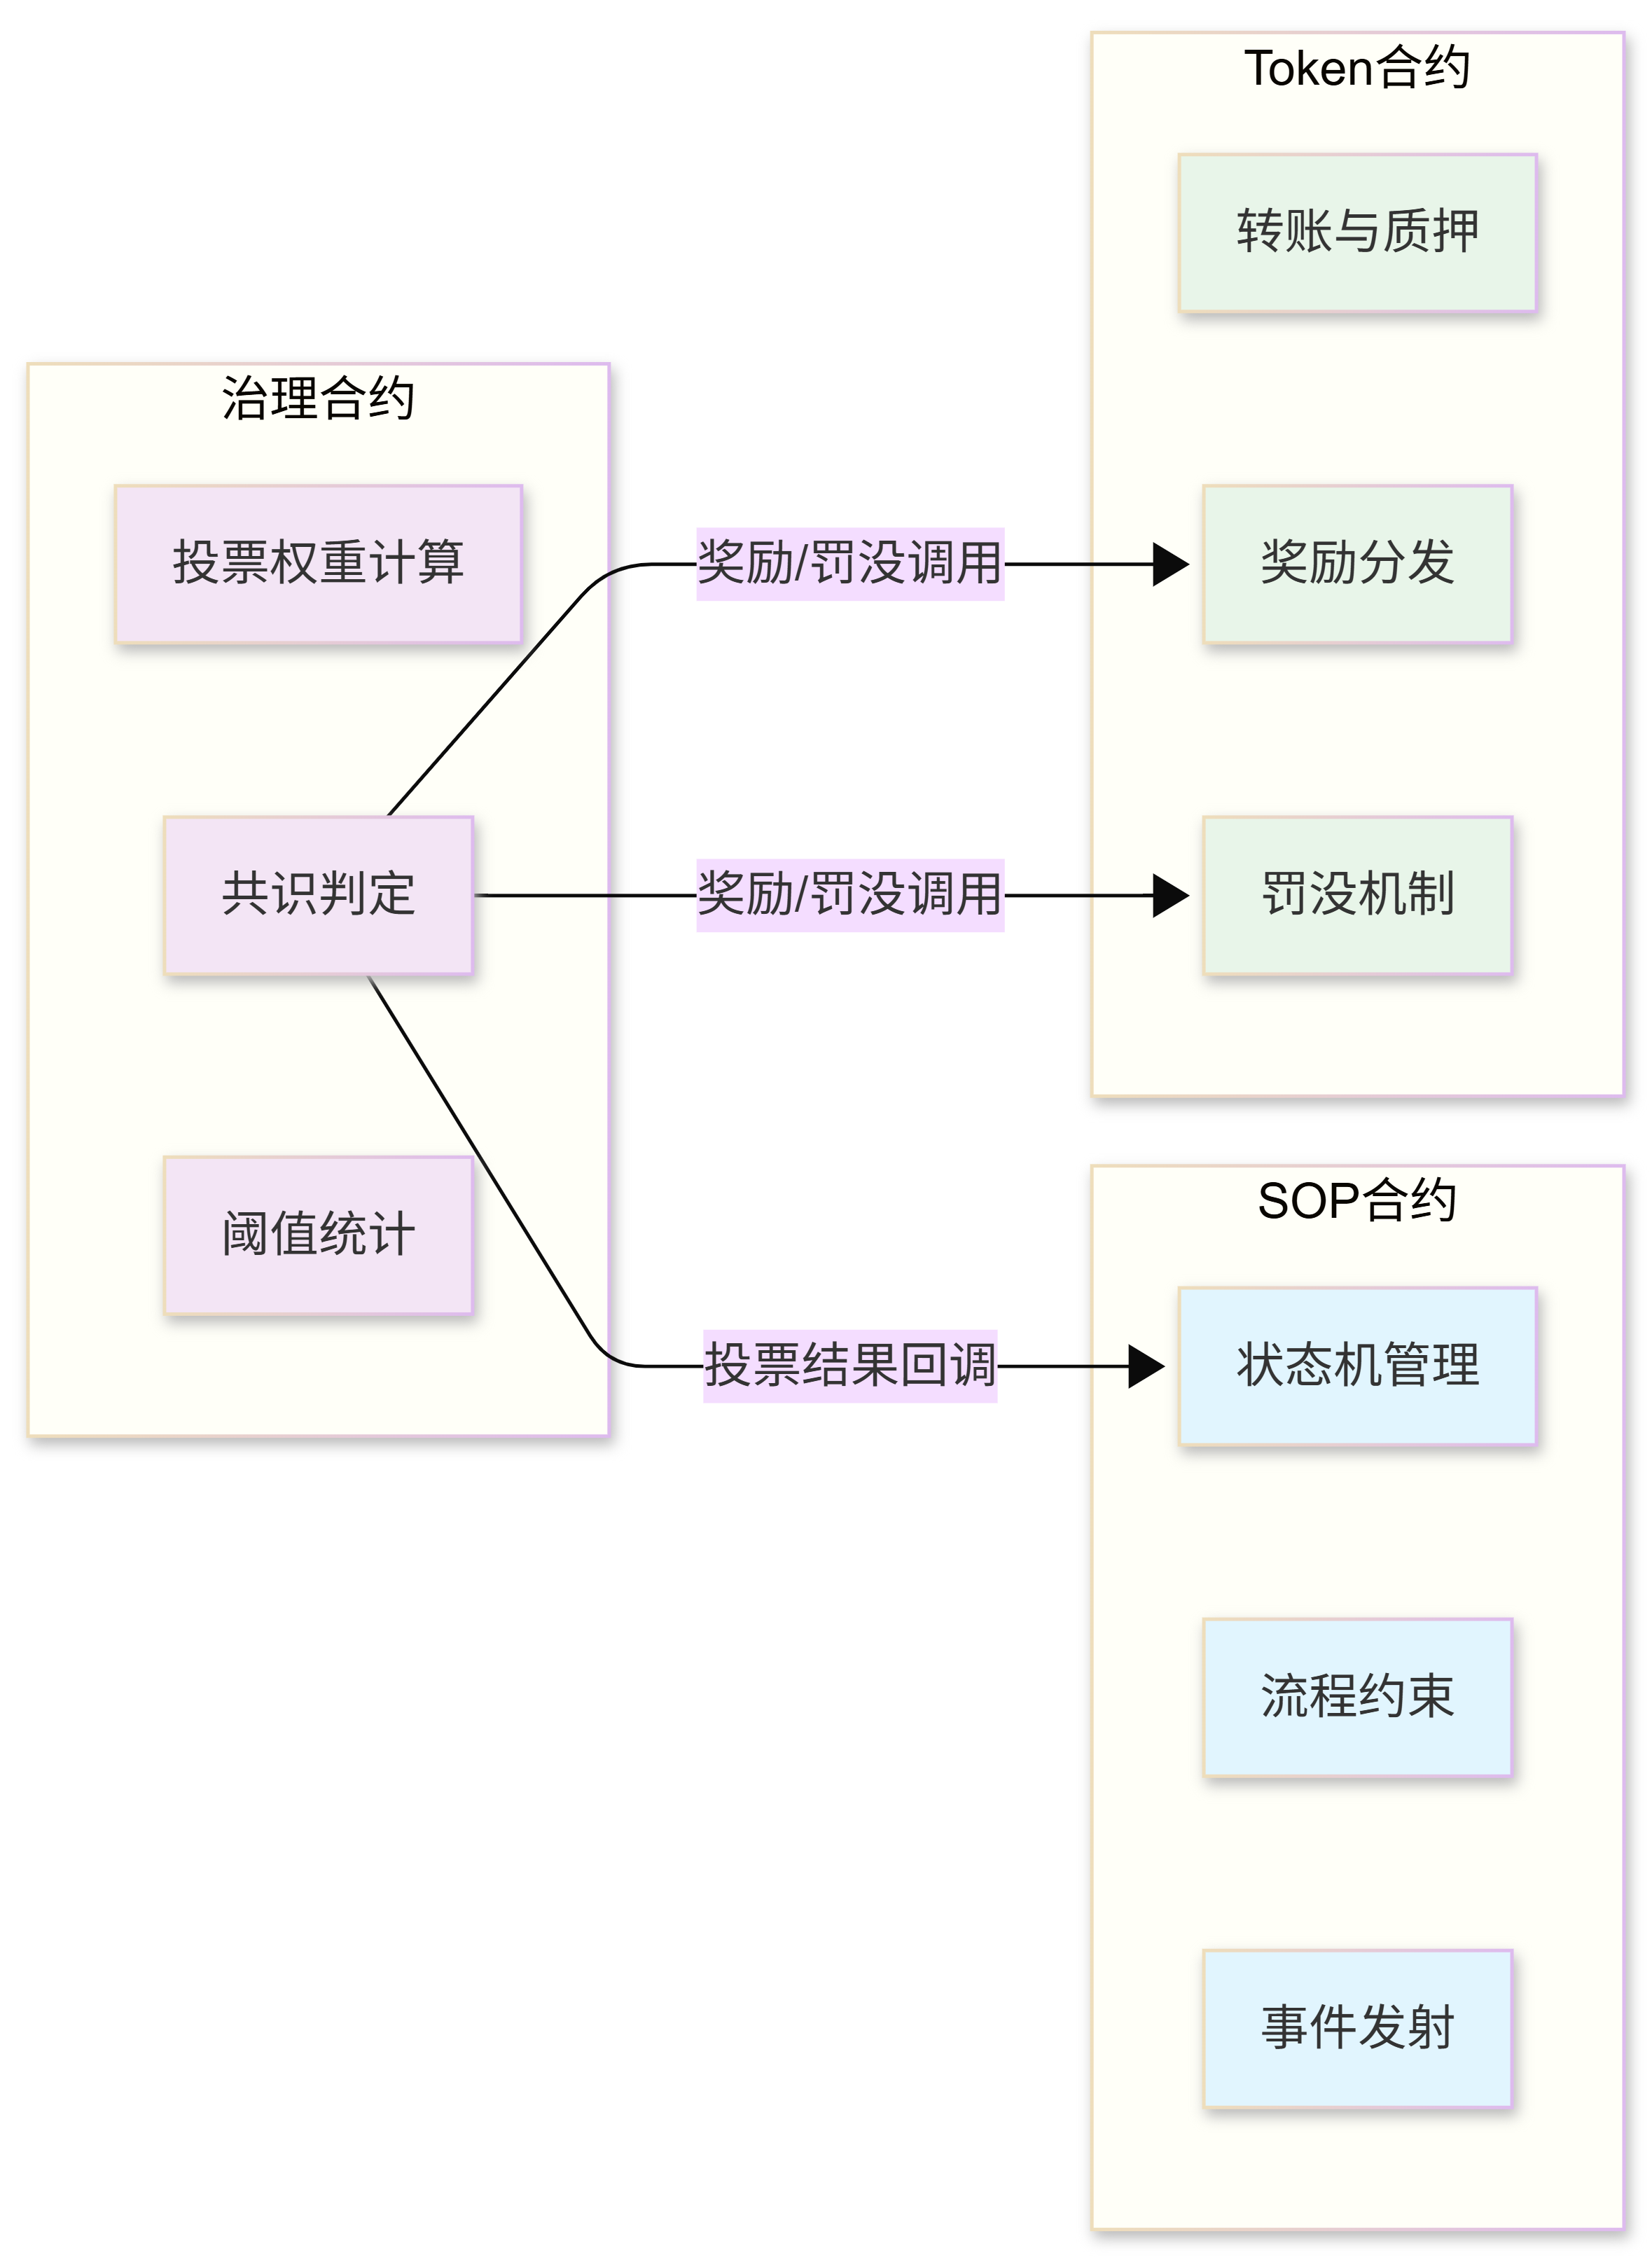 Token合约
转账与质押
治理合约
投票权重计算
奖励/罚没调用
奖励分发
共识判定
奖励/罚没调用
罚没机制
阈值统计
SOP合约
投票结果回调
状态机管理
流程约束
事件发射